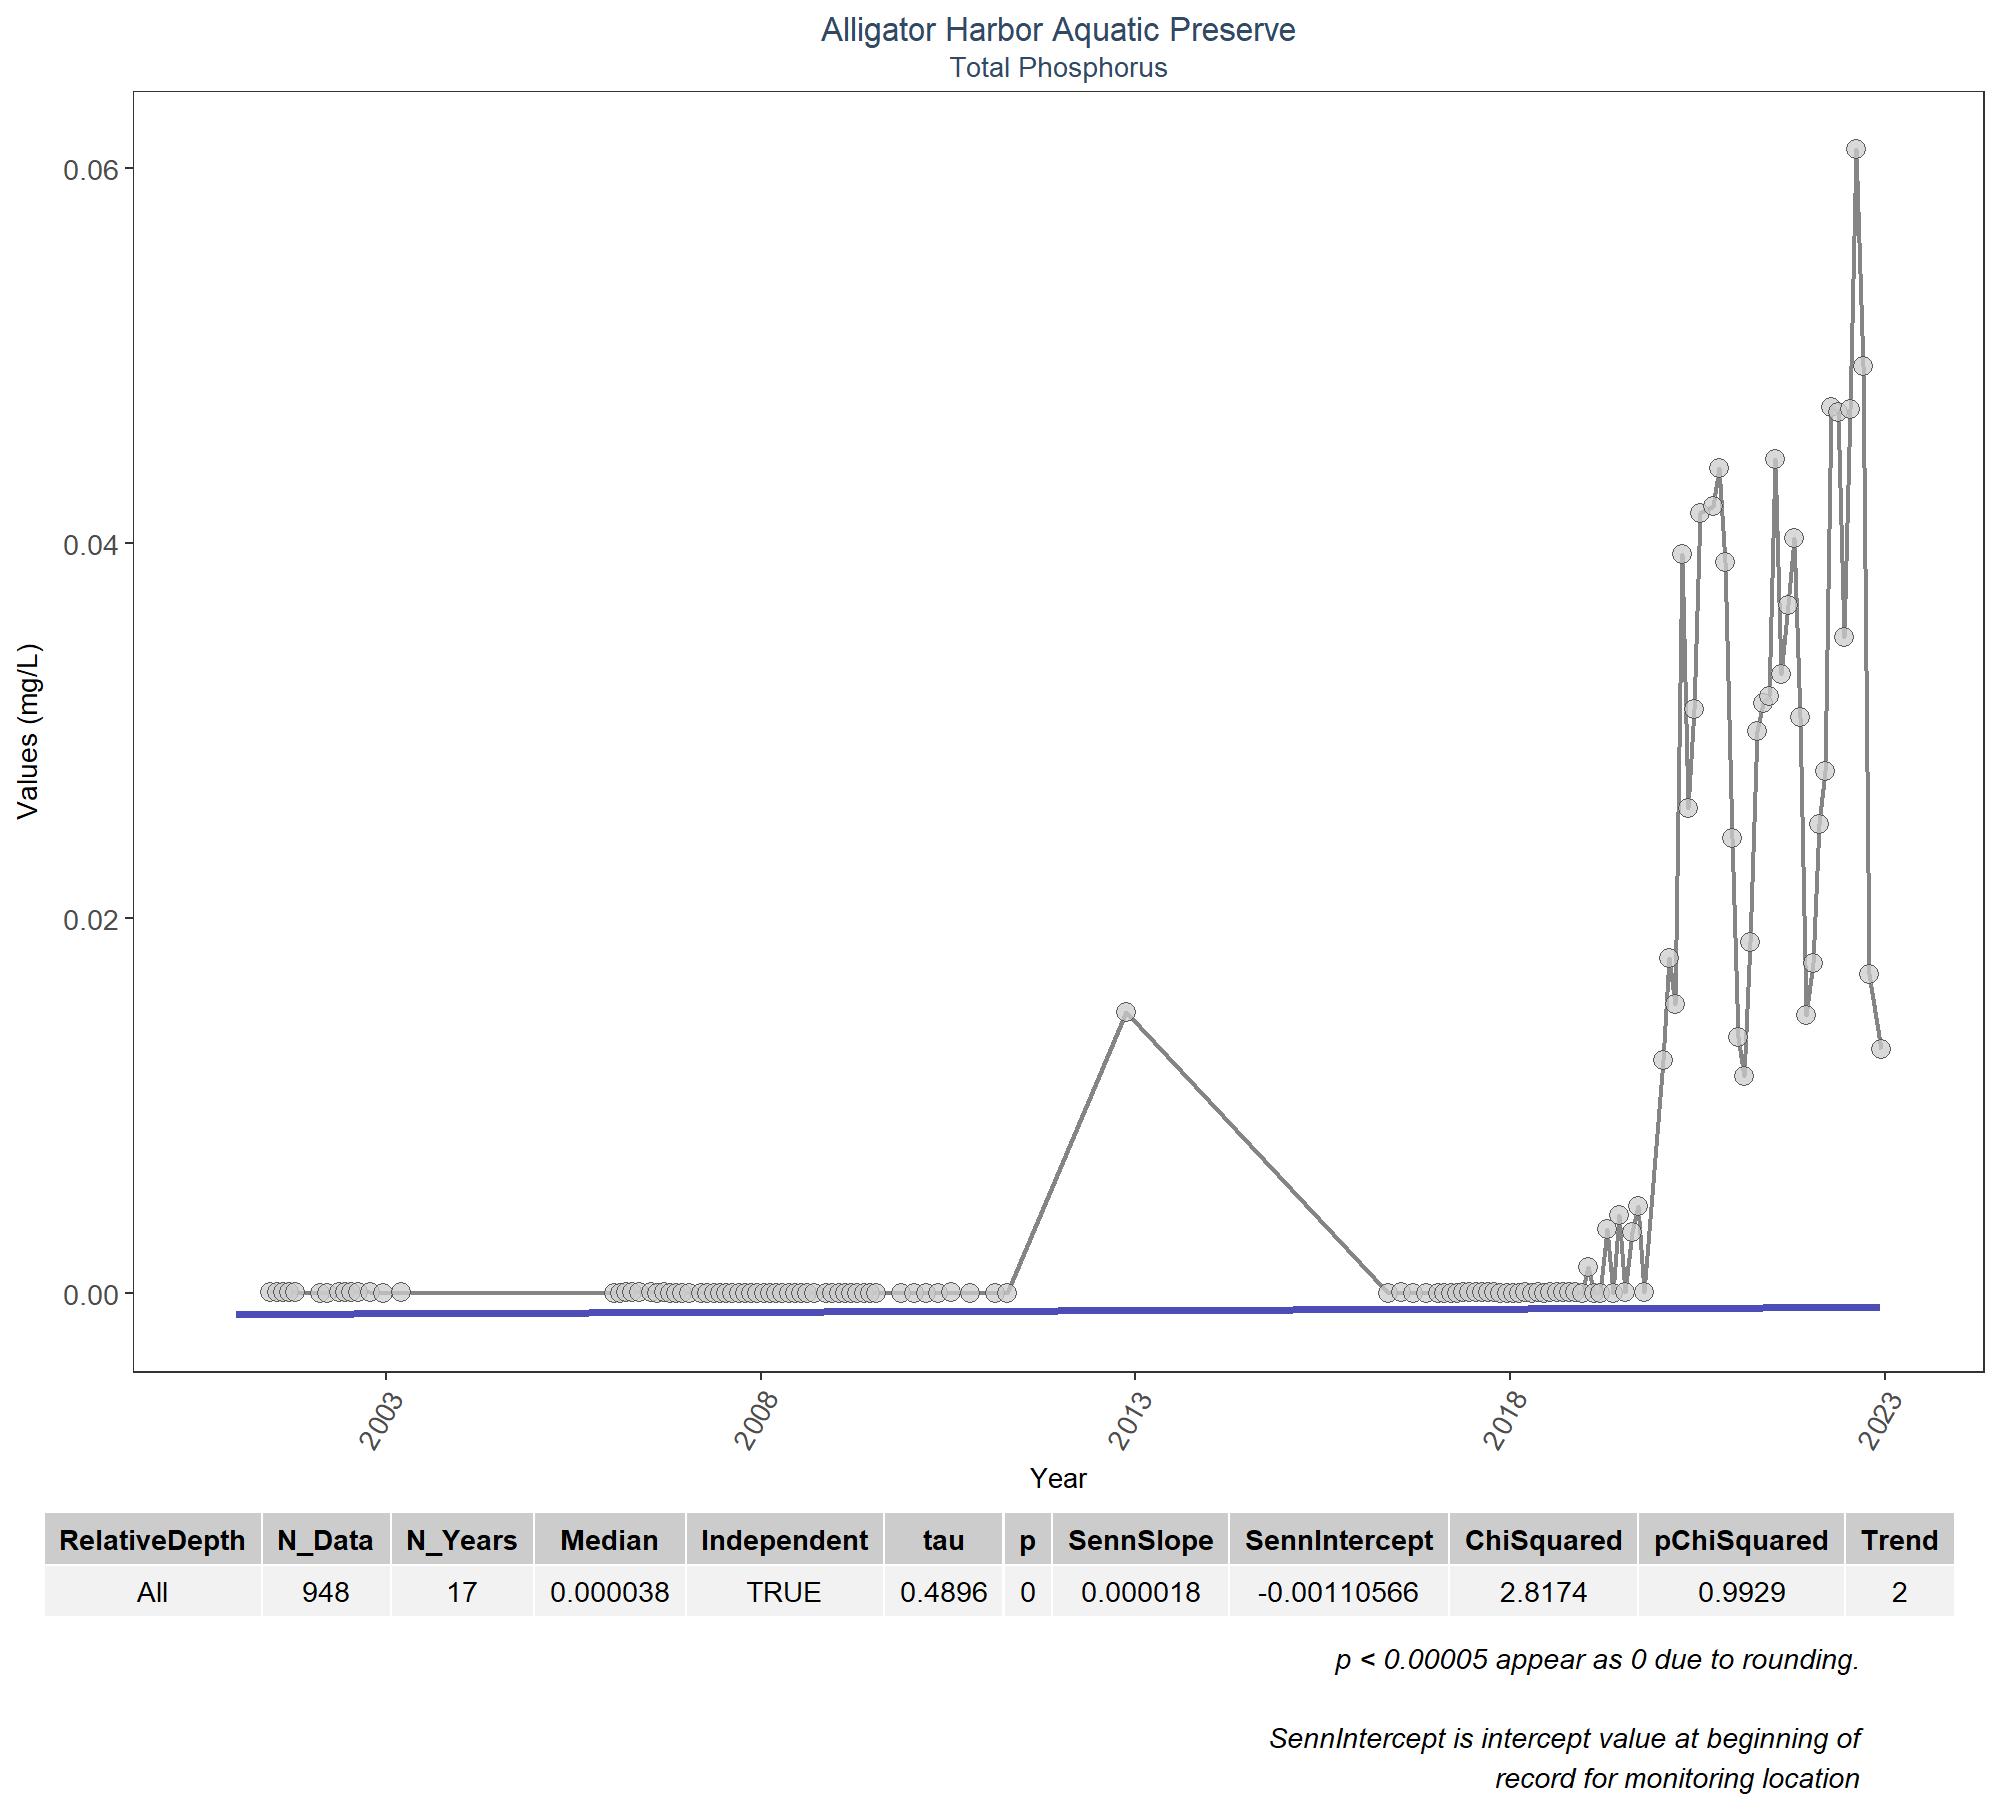 Alligator Harbor Aquatic Preserve
Total Phosphorus
0.06
0.04
0.02
0.00
Values (mg/L)
2003 2008 2013 2018 2023
Year
RelativeDepth N_Data N_Years Median Independent tau p SennSlope SennIntercept ChiSquared pChiSquared Trend
All 948 17 0.000038 TRUE 0.4896 0 0.000018 -0.00110566 2.8174 0.9929 2
p < 0.00005 appear as 0 due to rounding.
SennIntercept is intercept value at beginning of
record for monitoring location